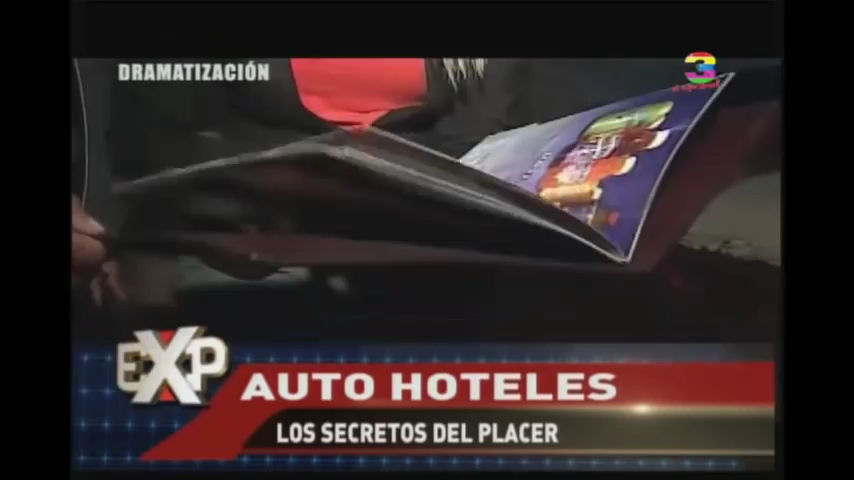 DRAMATIZACIÓN
3
EXP
AUTO HOTELES
LOS SECRETOS DEL PLACER